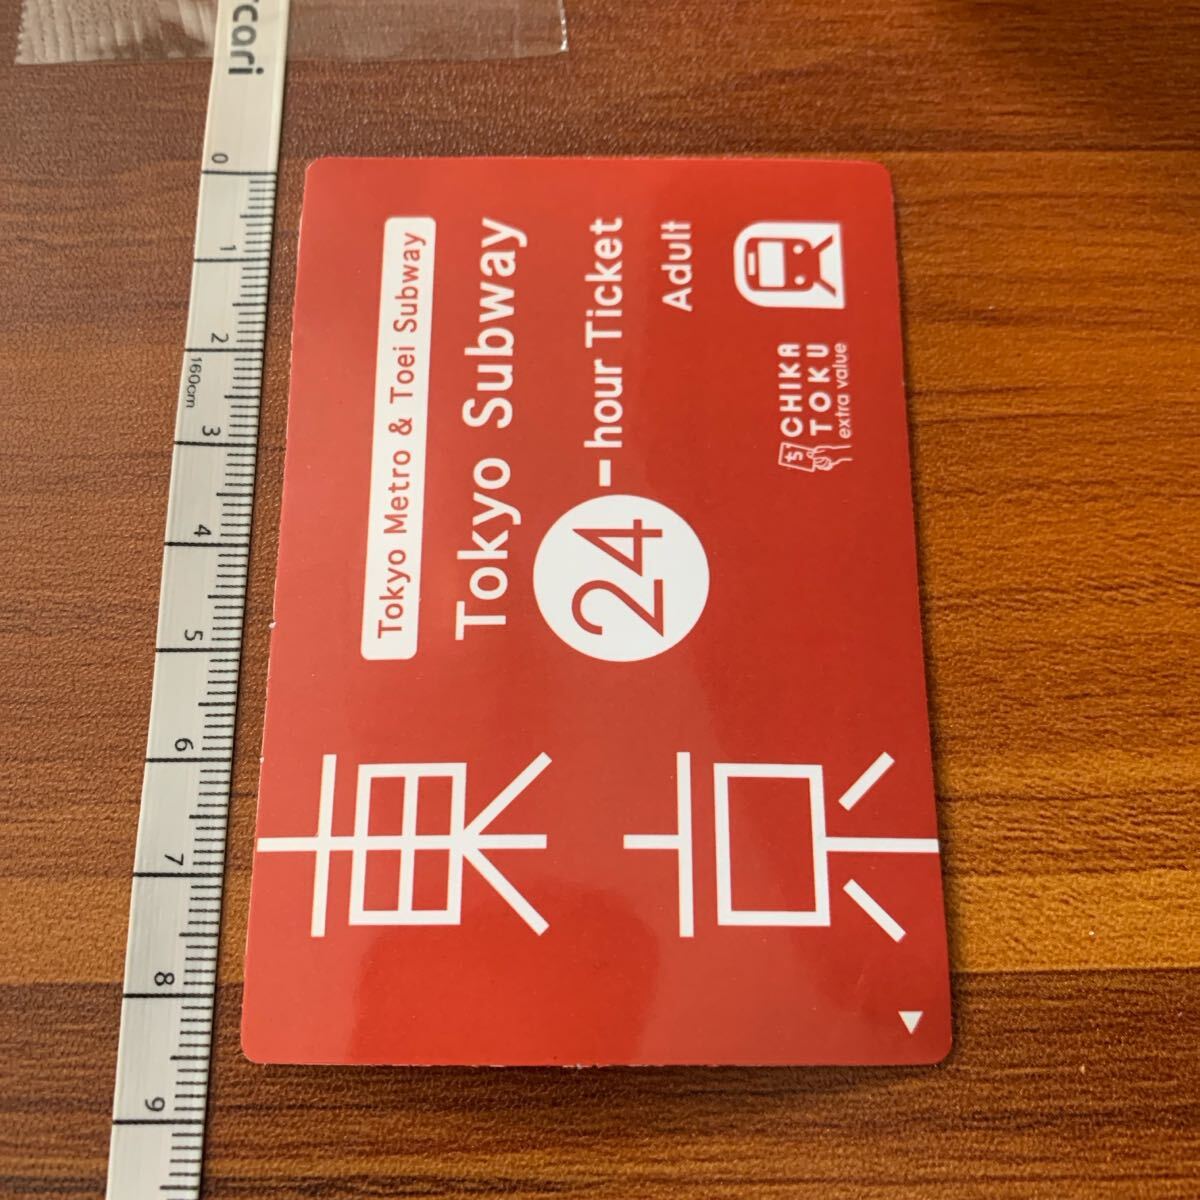 Tokyo Metro & Toei Subway
Tokyo Subway
24-hour Ticket
Adult
CHIKA
TOKU
extra value
東京
rcari
0
1
2
160cm
3
4
5
6
7
8
9